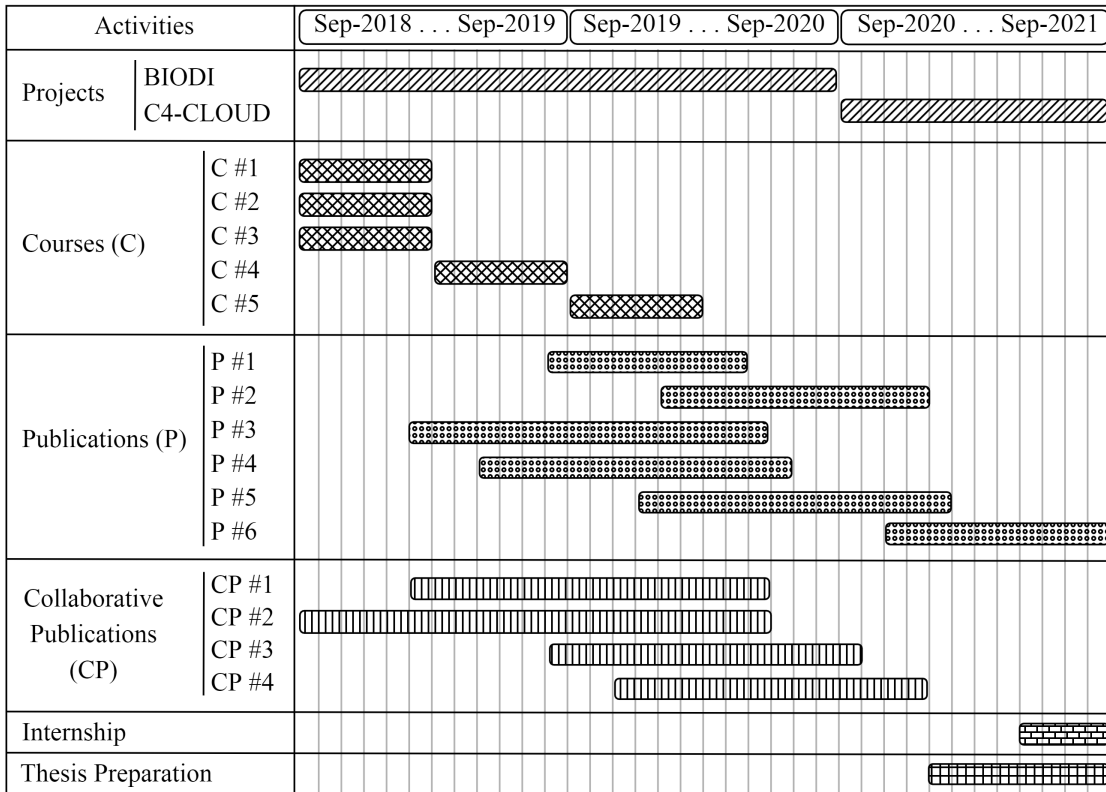 Activities
Sep-2018 . . . Sep-2019
Sep-2019 . . . Sep-2020
Sep-2020 . . . Sep-2021
Projects
BIODI
C4-CLOUD
Courses (C)
C #1
C #2
C #3
C #4
C #5
Publications (P)
P #1
P #2
P #3
P #4
P #5
P #6
Collaborative
Publications
(CP)
CP #1
CP #2
CP #3
CP #4
Internship
Thesis Preparation